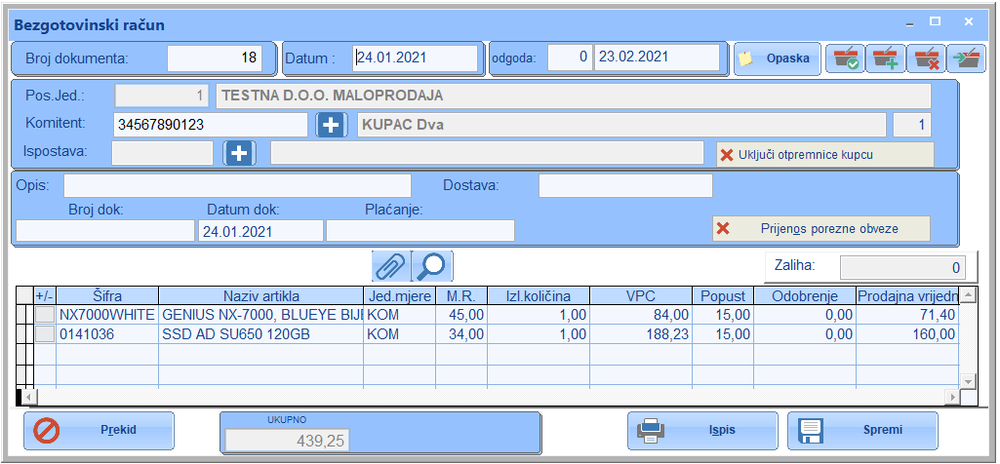 Bezgotovinski račun
Broj dokumenta: 18 Datum : 24.01.2021 odgoda: 0 23.02.2021 Opaska
Pos.Jed.: 1 TESTNA D.O.O. MALOPRODAJA
Komitent: 34567890123 KUPAC Dva 1
Ispostava: Uključi otpremnice kupcu
Opis: Dostava:
Broj dok: Datum dok: Plaćanje:
24.01.2021 Prijenos porezne obveze
Zaliha: 0
+/- Šifra Naziv artikla Jed.mjere M.R. Izl.količina VPC Popust Odobrenje Prodajna vrijedn
NX7000WHITE GENIUS NX-7000, BLUEYE BIJE KOM 45,00 1,00 84,00 15,00 0,00 71,40
0141036 SSD AD SU650 120GB KOM 34,00 1,00 188,23 15,00 0,00 160,00
Prekid UKUPNO Ispis Spremi
439,25